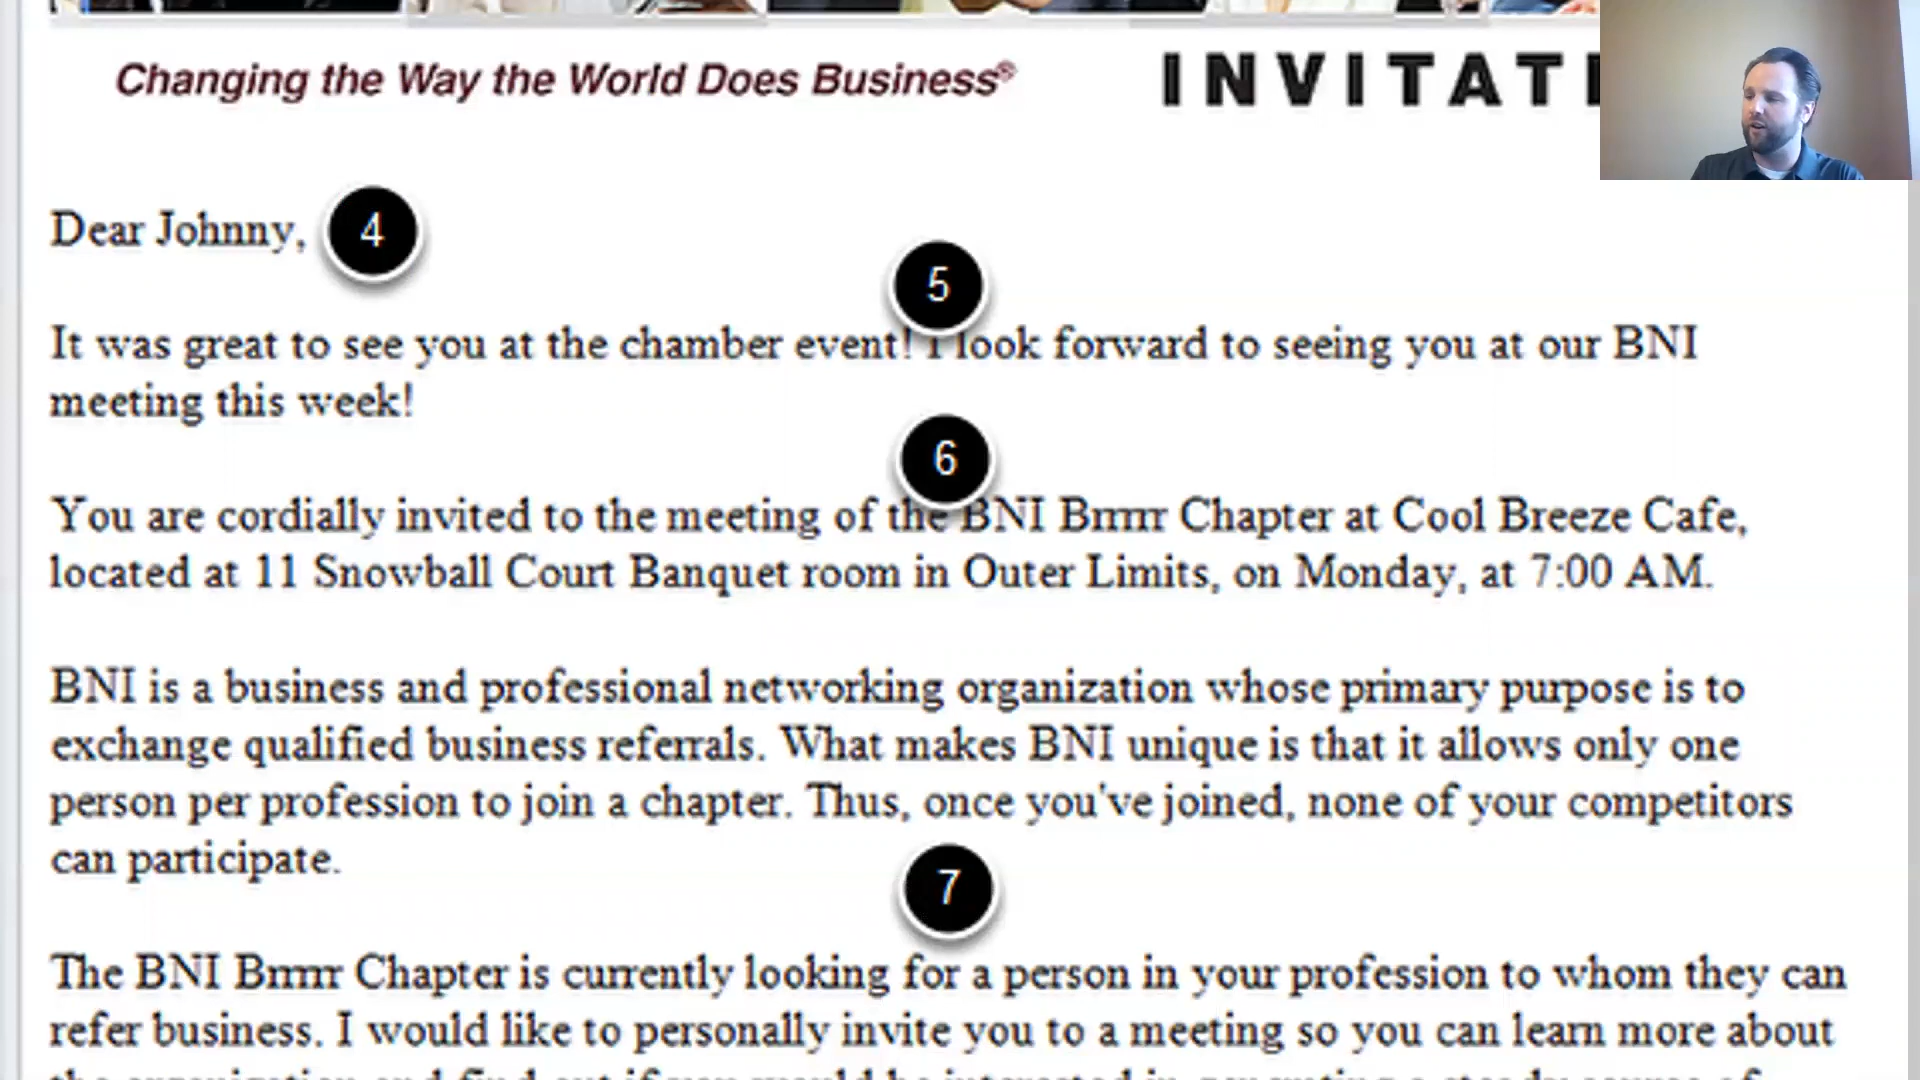 Changing the Way the World Does Business®
INVITAT
Dear Johnny,
4
5
It was great to see you at the chamber event! I look forward to seeing you at our BNI
meeting this week!
6
You are cordially invited to the meeting of the BNI Brrrrr Chapter at Cool Breeze Cafe,
located at 11 Snowball Court Banquet room in Outer Limits, on Monday, at 7:00 AM.
BNI is a business and professional networking organization whose primary purpose is to
exchange qualified business referrals. What makes BNI unique is that it allows only one
person per profession to join a chapter. Thus, once you've joined, none of your competitors
can participate.
7
The BNI Brrrrr Chapter is currently looking for a person in your profession to whom they can
refer business. I would like to personally invite you to a meeting so you can learn more about